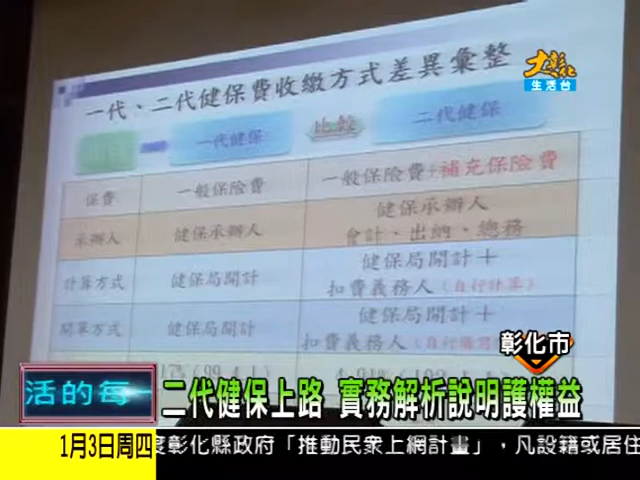 一代、二代健保費收繳方式差異彙整
大彰化
生活台
一代健保
比較
二代健保
保費
一般保險費
一般保險費+補充保險費
承辦人
健保承辦人
健保承辦人
會計、出納、總務
計算方式
健保局開計
健保局開計+
扣費義務人(自行計算)
開單方式
健保局開計
健保局開計+
扣費義務人
彰化市
活的每一
二代健保上路 實務解析說明護權益
1月3日周四
度彰化縣政府「推動民眾上網計畫」,凡設籍或居住